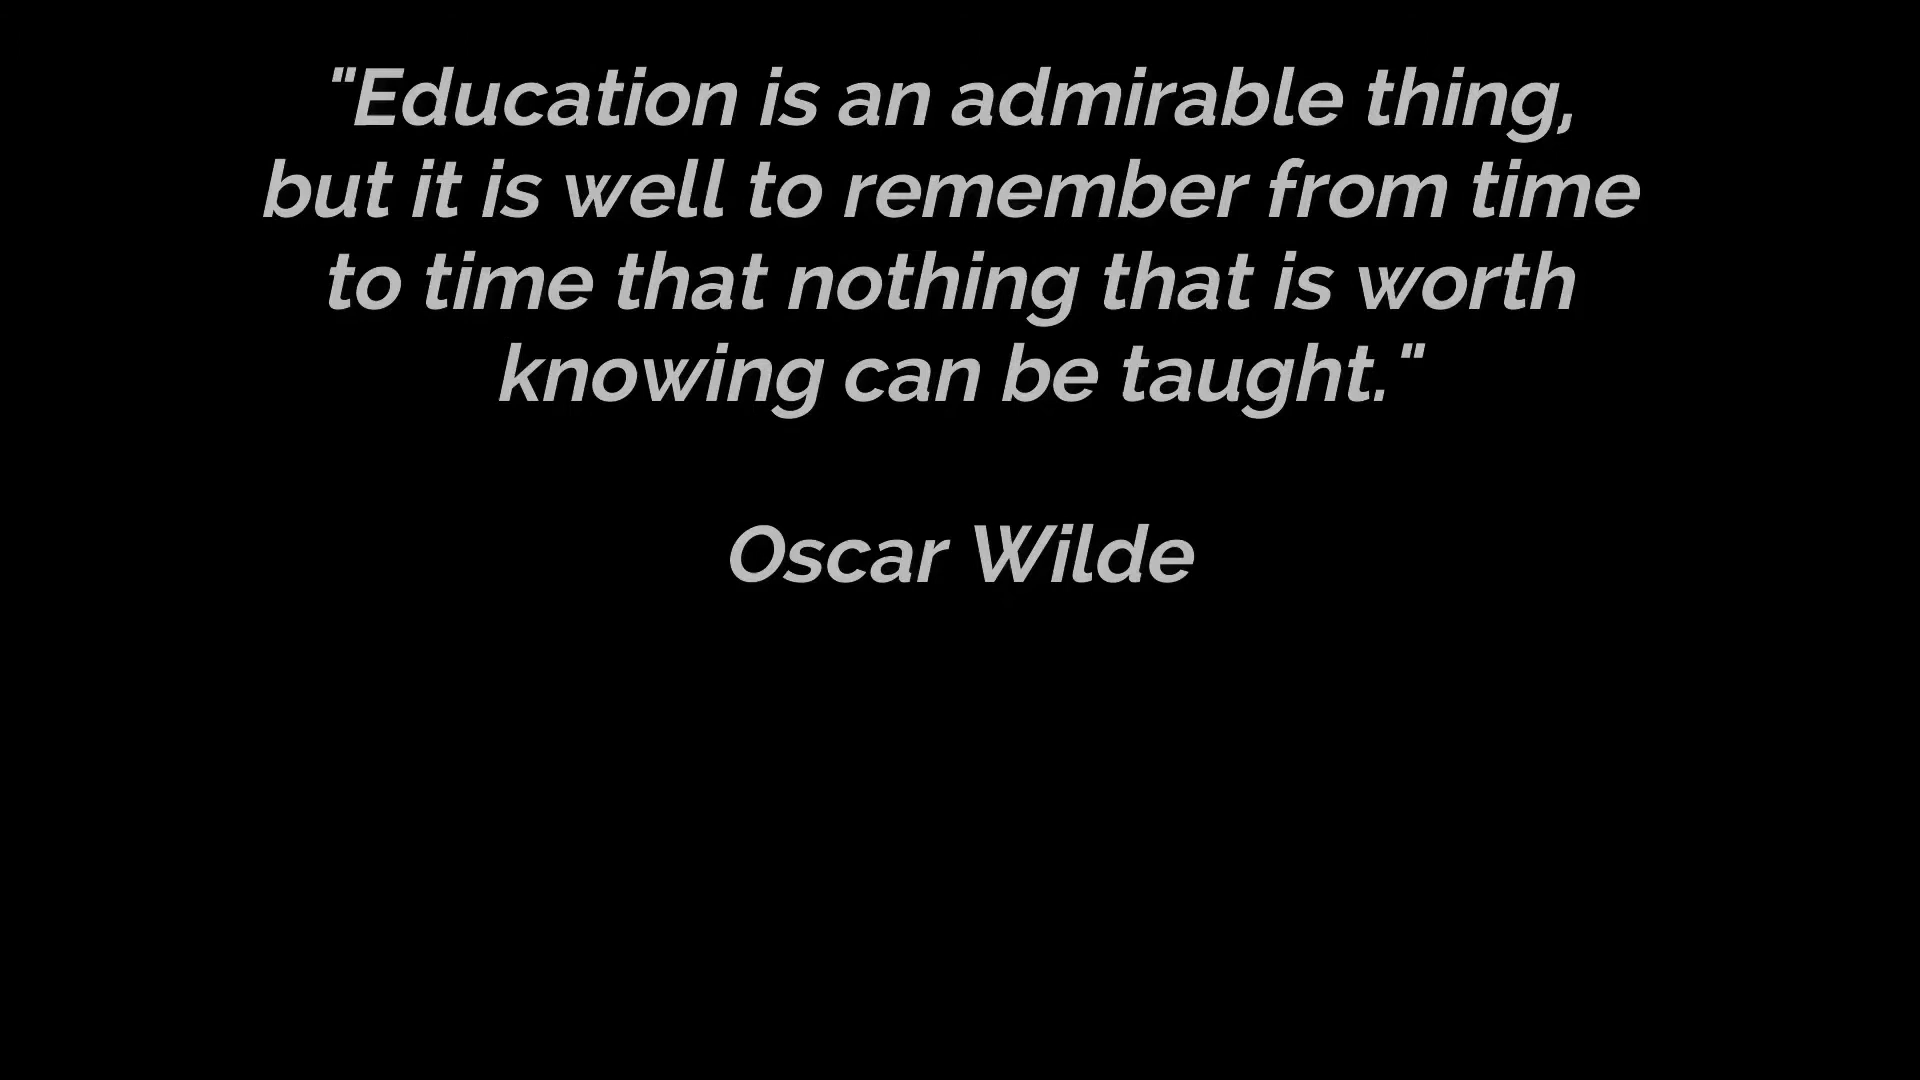 "Education is an admirable thing,
but it is well to remember from time
to time that nothing that is worth
knowing can be taught."
Oscar Wilde